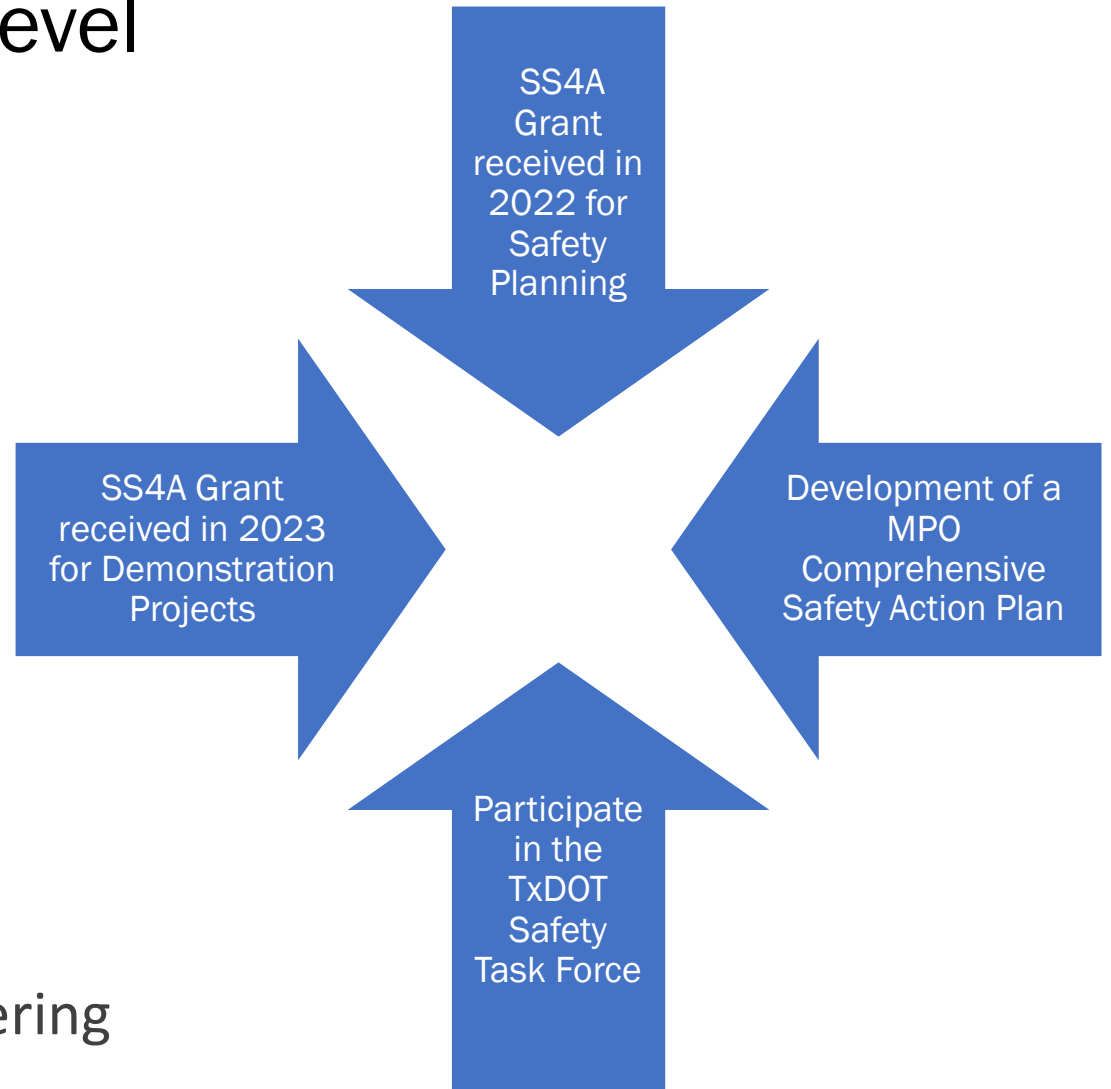 evel
SS4A
Grant
received in
2022 for
Safety
Planning
SS4A Grant
received in 2023
for Demonstration
Projects
Development of a
MPO
Comprehensive
Safety Action Plan
Participate
in the
TxDOT
Safety
Task Force
ering